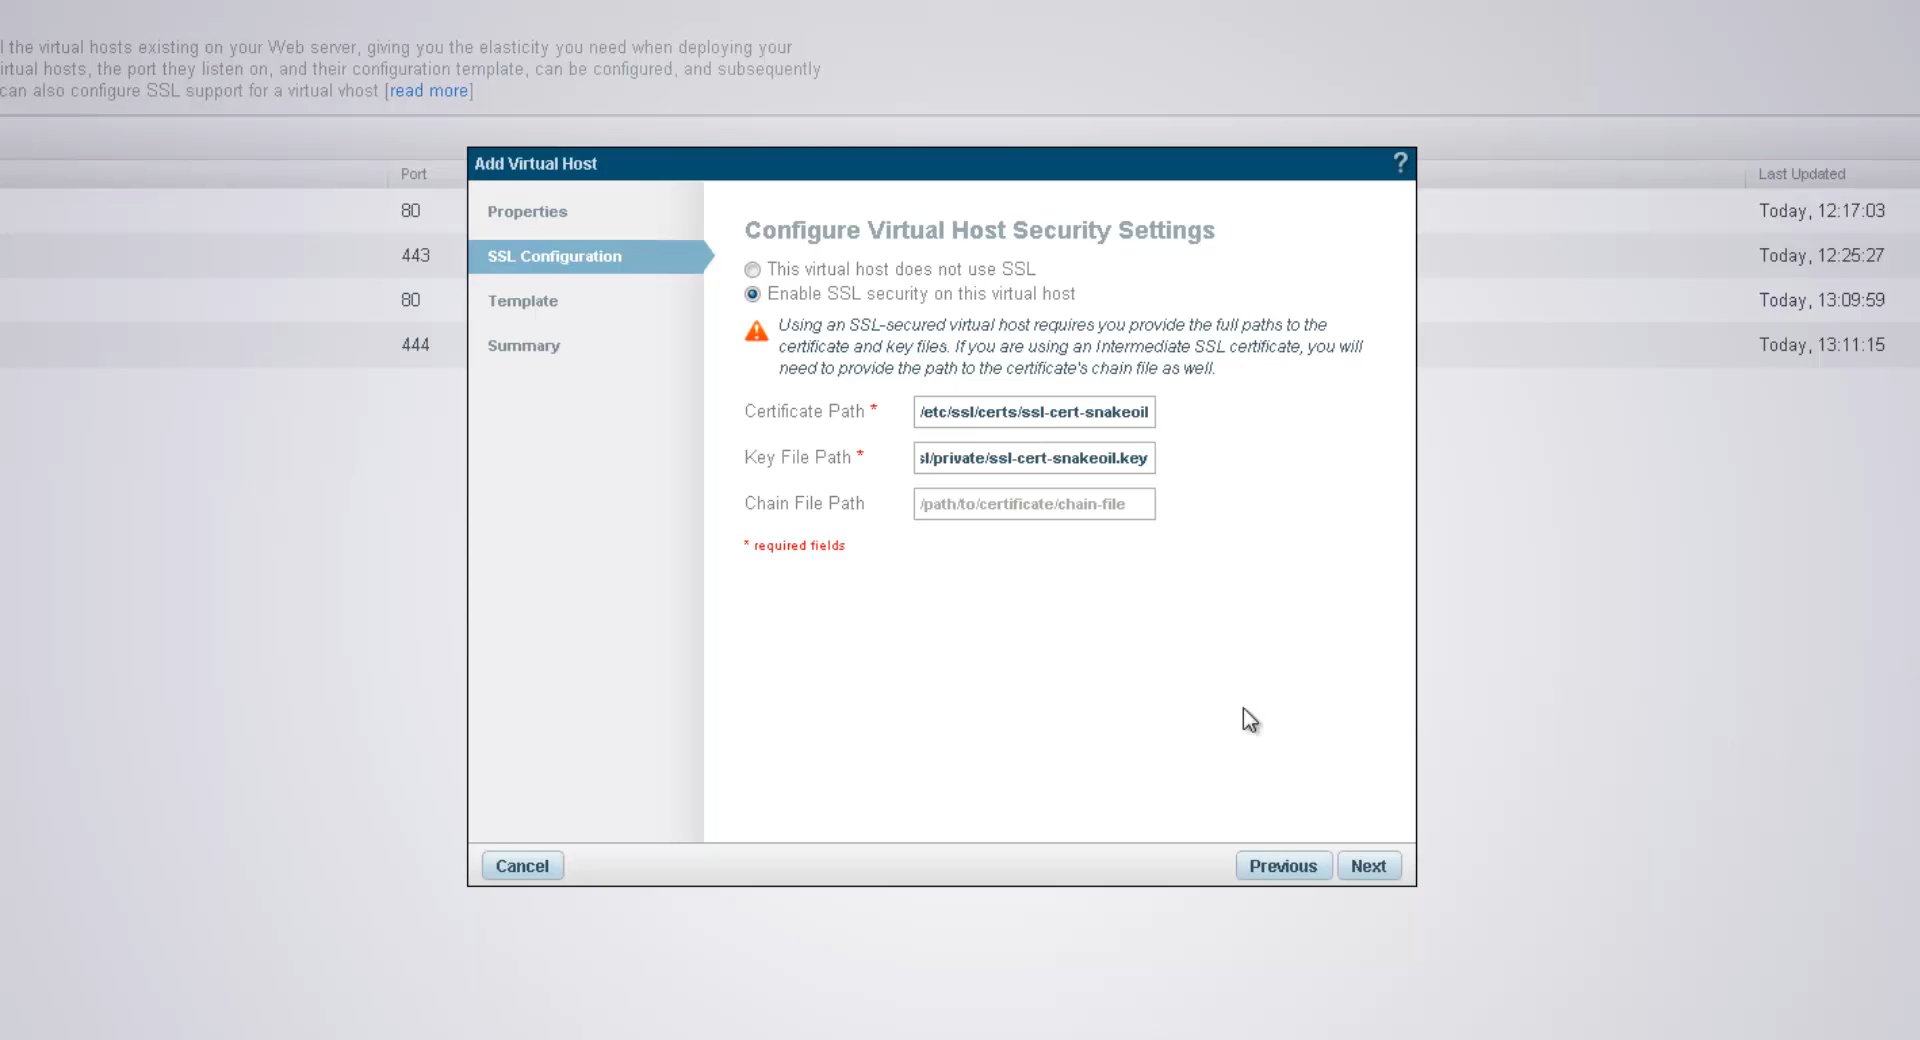 l the virtual hosts existing on your Web server, giving you the elasticity you need when deploying your
irtual hosts, the port they listen on, and their configuration template, can be configured, and subsequently
can also configure SSL support for a virtual vhost [read more]
Add Virtual Host ?
Port
Last Updated
Properties
80
Today, 12:17:03
Configure Virtual Host Security Settings
SSL Configuration
443
Today, 12:25:27
This virtual host does not use SSL
Enable SSL security on this virtual host
Template
80
Today, 13:09:59
Using an SSL-secured virtual host requires you provide the full paths to the
certificate and key files. If you are using an Intermediate SSL certificate, you will
need to provide the path to the certificate's chain file as well.
Summary
444
Today, 13:11:15
Certificate Path * /etc/ssl/certs/ssl-cert-snakeoil
Key File Path * sl/private/ssl-cert-snakeoil.key
Chain File Path /path/to/certificate/chain-file
* required fields
Cancel
Previous
Next